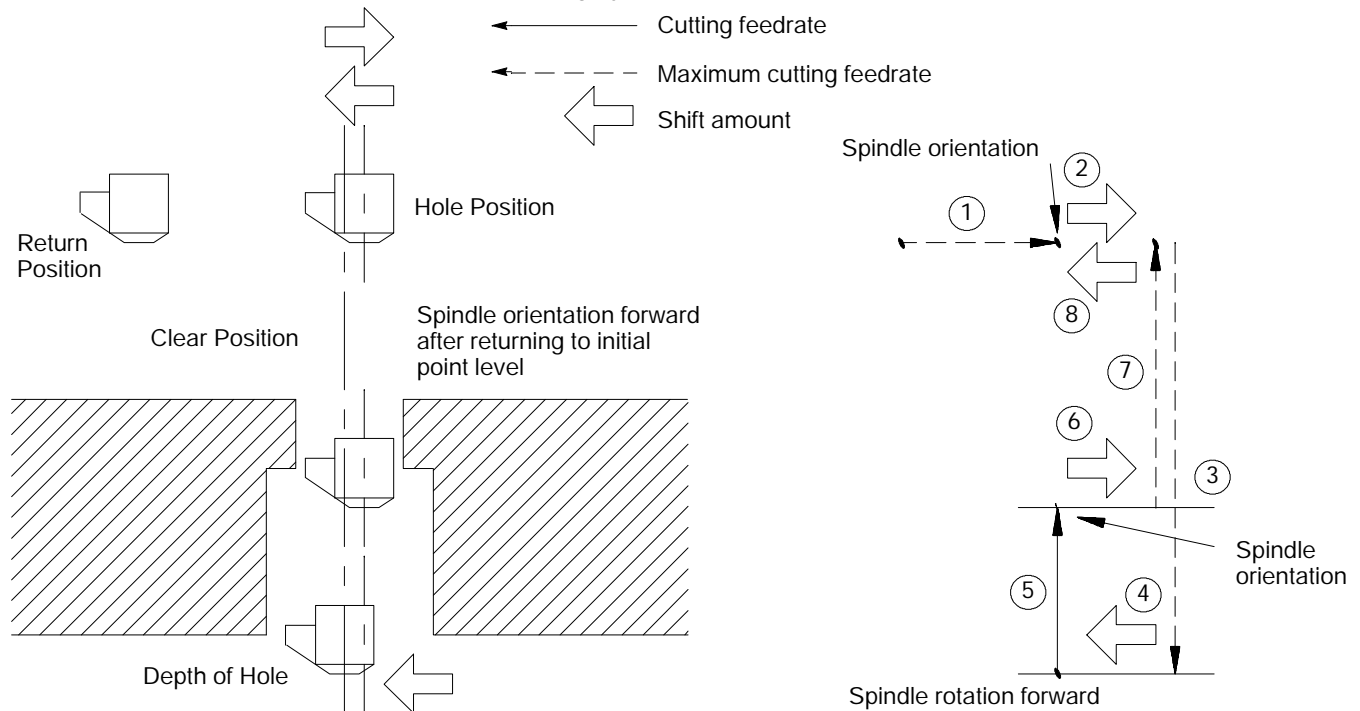 Cutting feedrate
Maximum cutting feedrate
Shift amount
Return
Position
Hole Position
Clear Position
Spindle orientation forward
after returning to initial
point level
Depth of Hole
Spindle orientation
1
2
8
7
6
3
5
4
Spindle
orientation
Spindle rotation forward